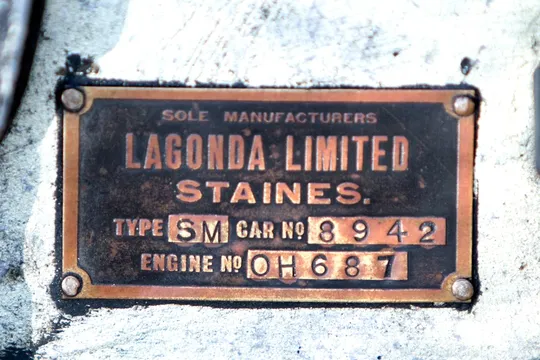 SOLE MANUFACTURERS
LAGONDA LIMITED
STAINES.
TYPE SM CAR Nº 8942
ENGINE Nº OH687